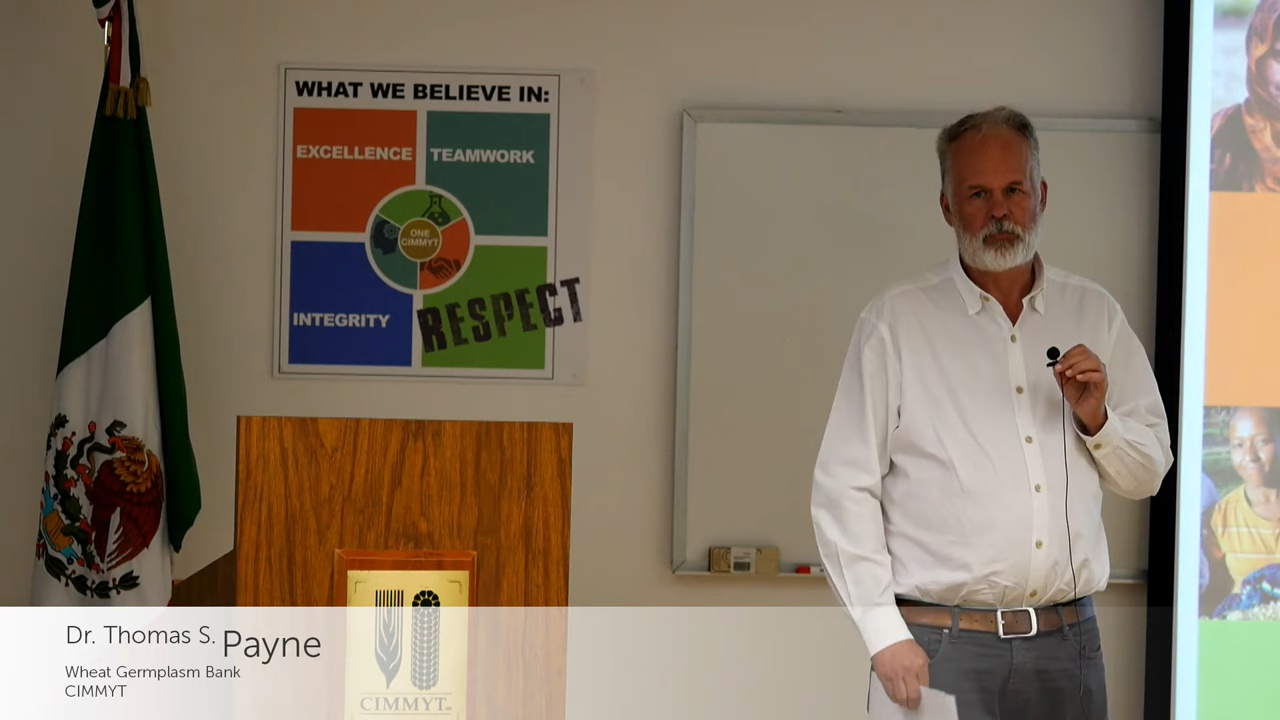 WHAT WE BELIEVE IN:
EXCELLENCE
TEAMWORK
ONE
CIMMYT
INTEGRITY
RESPECT
Dr. Thomas S. Payne
Wheat Germplasm Bank
CIMMYT
CIMMYT